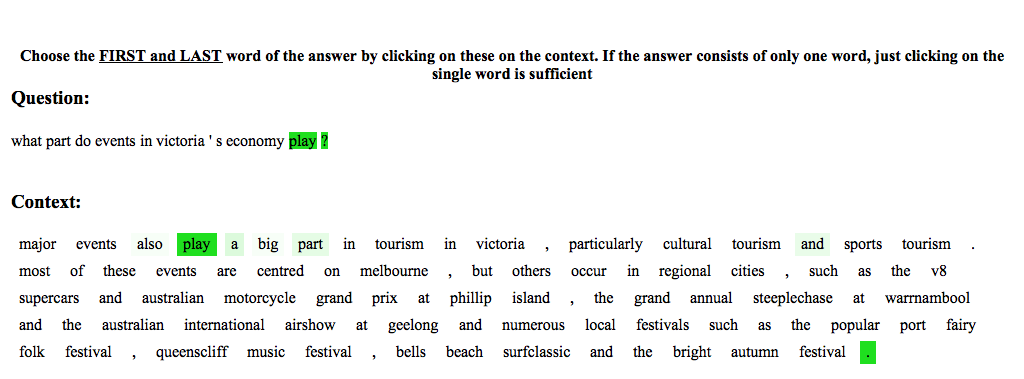 Choose the FIRST and LAST word of the answer by clicking on these on the context. If the answer consists of only one word, just clicking on the
single word is sufficient
Question:
what part do events in victoria ' s economy play ?
Context:
major events also play a big part in tourism in victoria , particularly cultural tourism and sports tourism .
most of these events are centred on melbourne , but others occur in regional cities , such as the v8
supercars and australian motorcycle grand prix at phillip island , the grand annual steeplechase at warrnambool
and the australian international airshow at geelong and numerous local festivals such as the popular port fairy
folk festival , queenscliff music festival , bells beach surfclassic and the bright autumn festival .